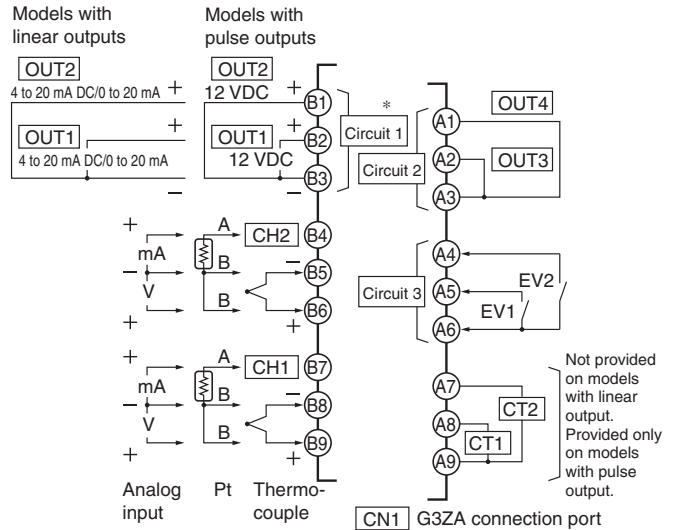 Models with
linear outputs
Models with
pulse outputs
OUT2
4 to 20 mA DC/0 to 20 mA
+
OUT2
12 VDC
+
B1
OUT1
4 to 20 mA DC/0 to 20 mA
+
OUT1
12 VDC
+
B2
–
–
B3
*
Circuit 1
Circuit 2
A1
OUT4
A2
OUT3
A3
+
mA
–
V
+
A
B
B
CH2
–
+
B4
B5
B6
Circuit 3
A4
A5
A6
EV1
EV2
+
mA
–
V
+
A
B
B
CH1
–
+
B7
B8
B9
A7
A8
A9
CT1
CT2
Not provided
on models
with linear
output.
Provided only
on models
with pulse
output.
Analog
input
Pt
Thermo-
couple
CN1 G3ZA connection port